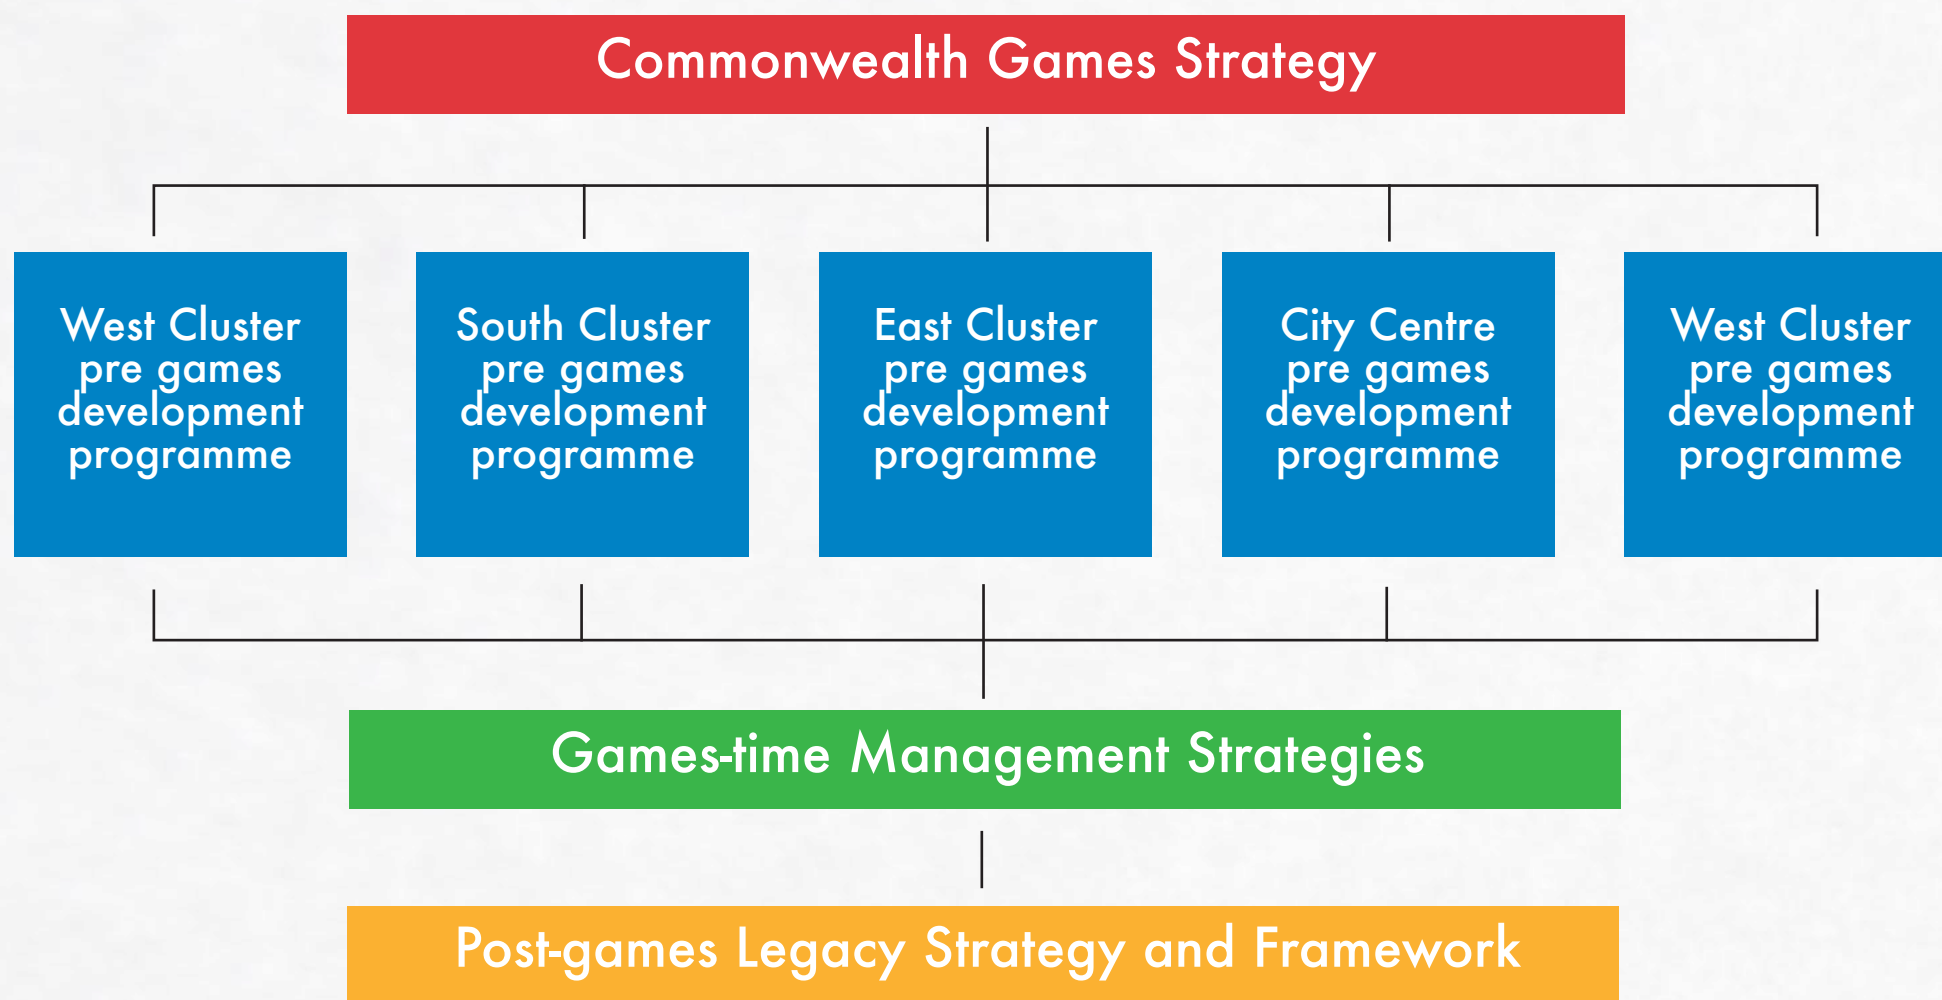 Commonwealth Games Strategy
West Cluster
pre games
development
programme
South Cluster
pre games
development
programme
East Cluster
pre games
development
programme
City Centre
pre games
development
programme
West Cluster
pre games
development
programme
Games-time Management Strategies
Post-games Legacy Strategy and Framework